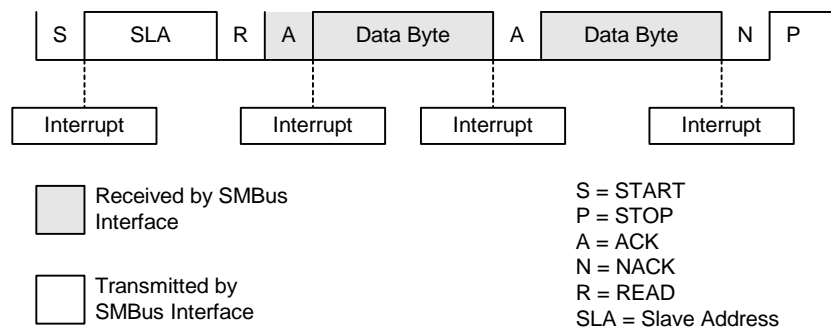 S SLA R A Data Byte A Data Byte N P
Interrupt Interrupt Interrupt Interrupt
Received by SMBus
Interface
Transmitted by
SMBus Interface
S = START
P = STOP
A = ACK
N = NACK
R = READ
SLA = Slave Address